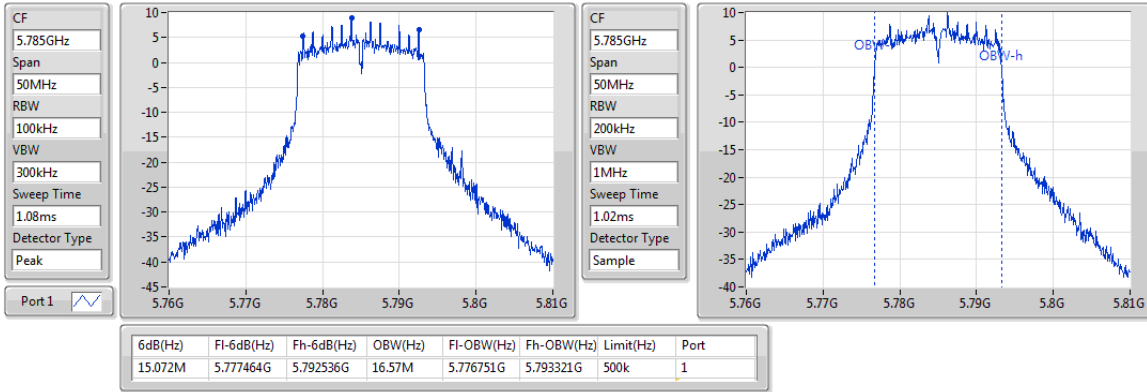 CF
5.785GHz
Span
50MHz
RBW
100kHz
VBW
300kHz
Sweep Time
1.08ms
Detector Type
Peak
Port 1
10
5
0
-5
-10
-15
-20
-25
-30
-35
-40
-45
5.76G 5.77G 5.78G 5.79G 5.8G 5.81G
CF
5.785GHz
Span
50MHz
RBW
200kHz
VBW
1MHz
Sweep Time
1.02ms
Detector Type
Sample
10
5
0
-5
-10
-15
-20
-25
-30
-35
-40
OBW-h
5.76G 5.77G 5.78G 5.79G 5.8G 5.81G
6dB(Hz) Fl-6dB(Hz) Fh-6dB(Hz) OBW(Hz) Fl-OBW(Hz) Fh-OBW(Hz) Limit(Hz) Port
15.072M 5.777464G 5.792536G 16.57M 5.776751G 5.793321G 500k 1